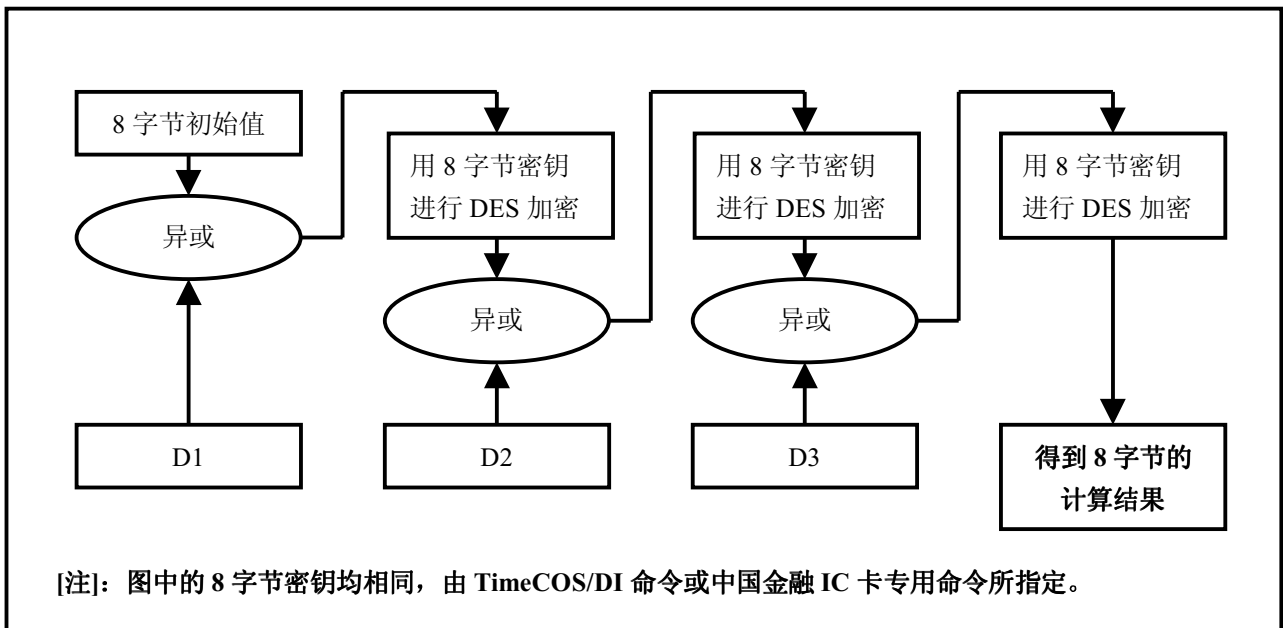 8 字节初始值
异或
D1
用 8 字节密钥
进行 DES 加密
异或
D2
用 8 字节密钥
进行 DES 加密
异或
D3
用 8 字节密钥
进行 DES 加密
得到 8 字节的
计算结果
[注]：图中的 8 字节密钥均相同，由 TimeCOS/DI 命令或中国金融 IC 卡专用命令所指定。